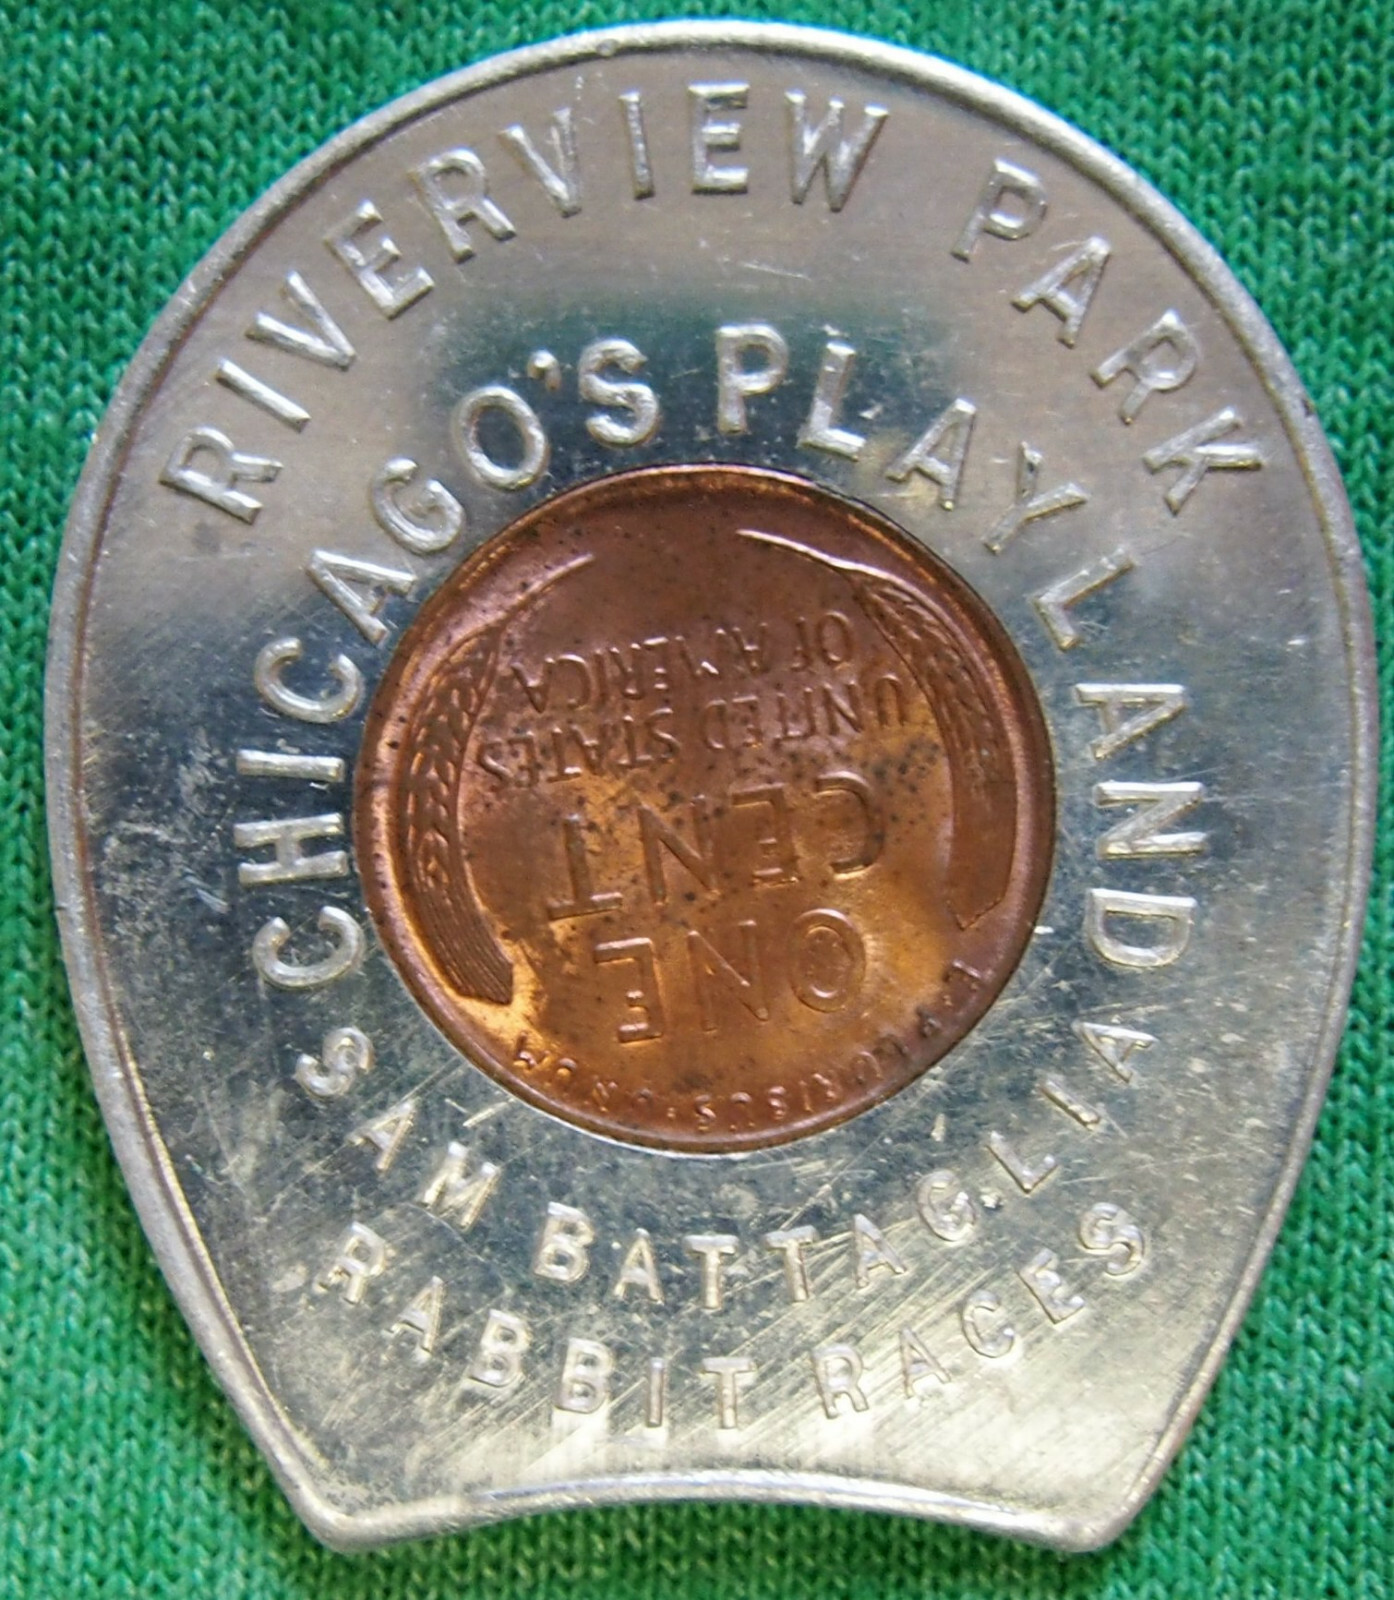 RIVERVIEW PARK
CHICAGO'S PLAYLAND
SAM BATTAGLIA
RABBIT RACES
E·PLURIBUS·UNUM
ONE
CENT
UNITED STATES
OF AMERICA